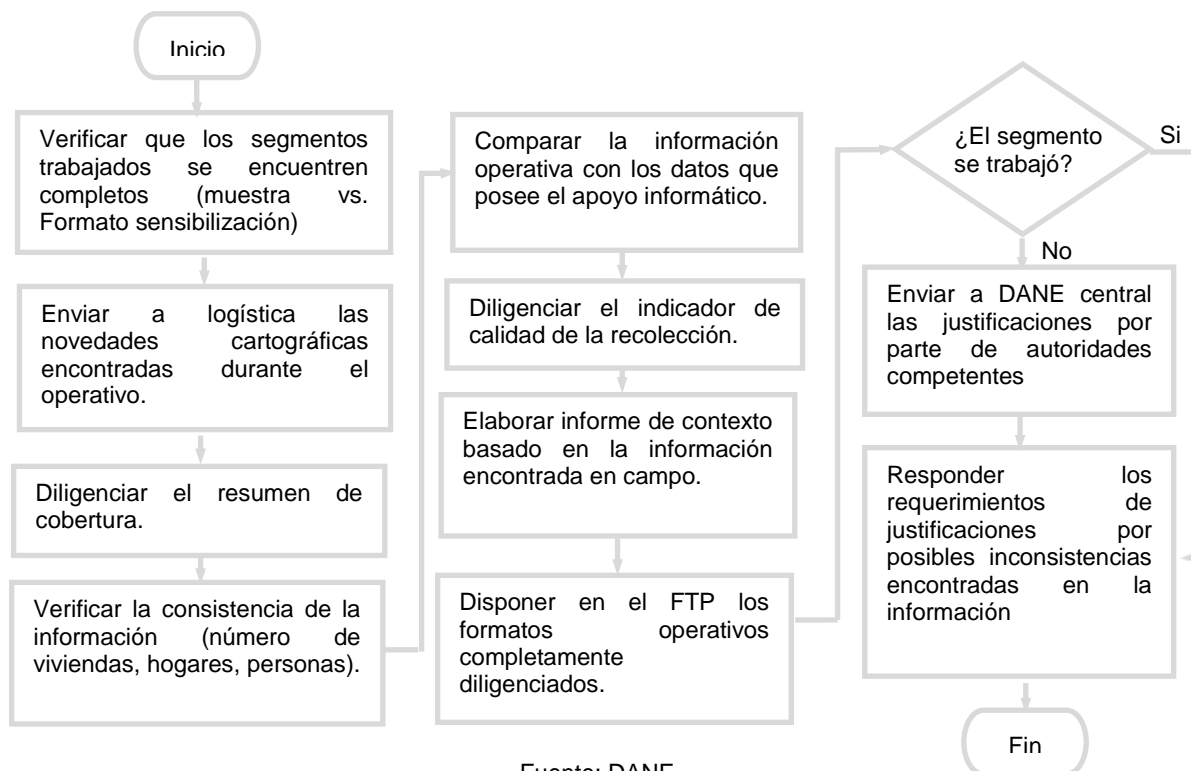 Inicio
Verificar que los segmentos
trabajados se encuentren
completos (muestra vs.
Formato sensibilización)
Enviar a logística las
novedades cartográficas
encontradas durante el
operativo.
Diligenciar el resumen de
cobertura.
Verificar la consistencia de la
información (número de
viviendas, hogares, personas).
Comparar la información
operativa con los datos que
posee el apoyo informático.
Diligenciar el indicador de
calidad de la recolección.
Elaborar informe de contexto
basado en la información
encontrada en campo.
Disponer en el FTP los
formatos operativos
completamente
diligenciados.
¿El segmento
se trabajó?
Si
No
Enviar a DANE central
las justificaciones por
parte de autoridades
competentes
Responder los
requerimientos de
justificaciones por
posibles inconsistencias
encontradas en la
información
Fin
Fuente: DANE